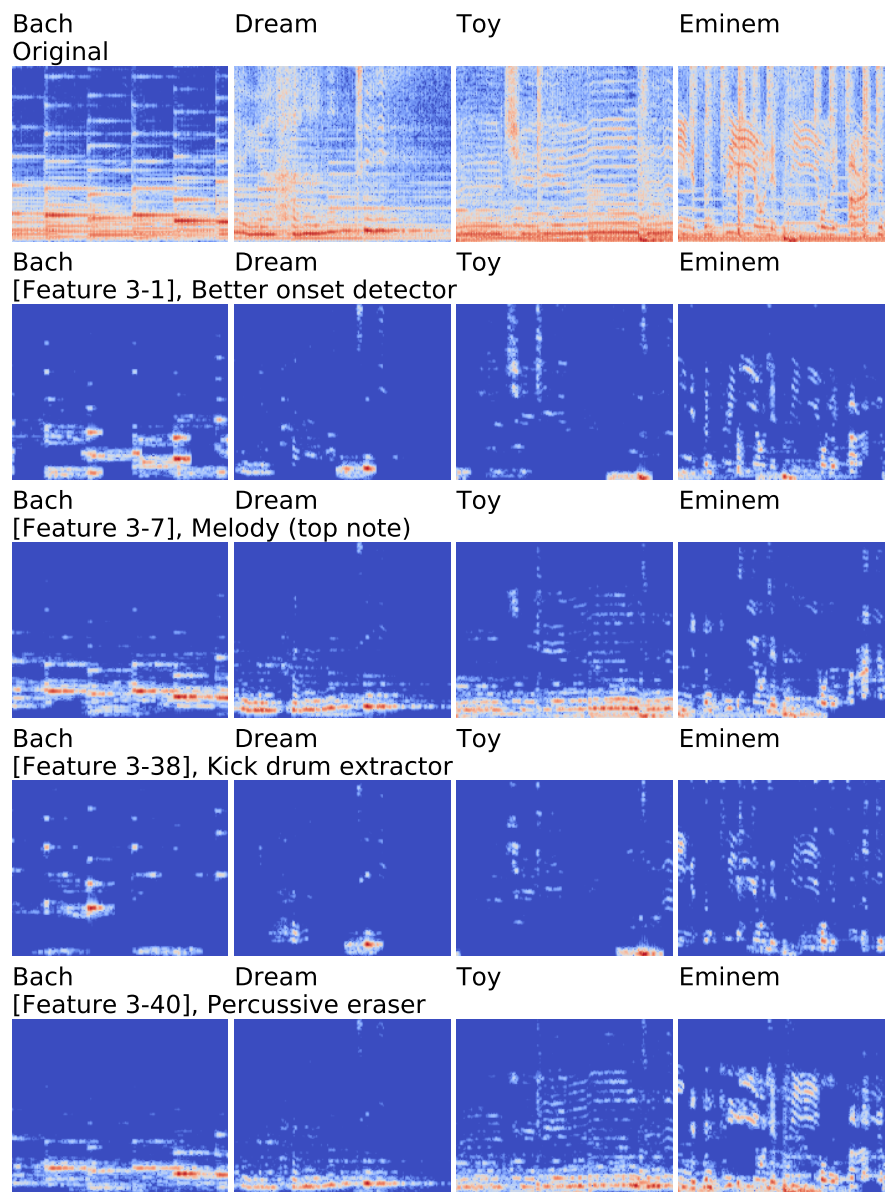 Bach Dream Toy Eminem
Original
Bach Dream Toy Eminem
[Feature 3-1], Better onset detector
Bach Dream Toy Eminem
[Feature 3-7], Melody (top note)
Bach Dream Toy Eminem
[Feature 3-38], Kick drum extractor
Bach Dream Toy Eminem
[Feature 3-40], Percussive eraser